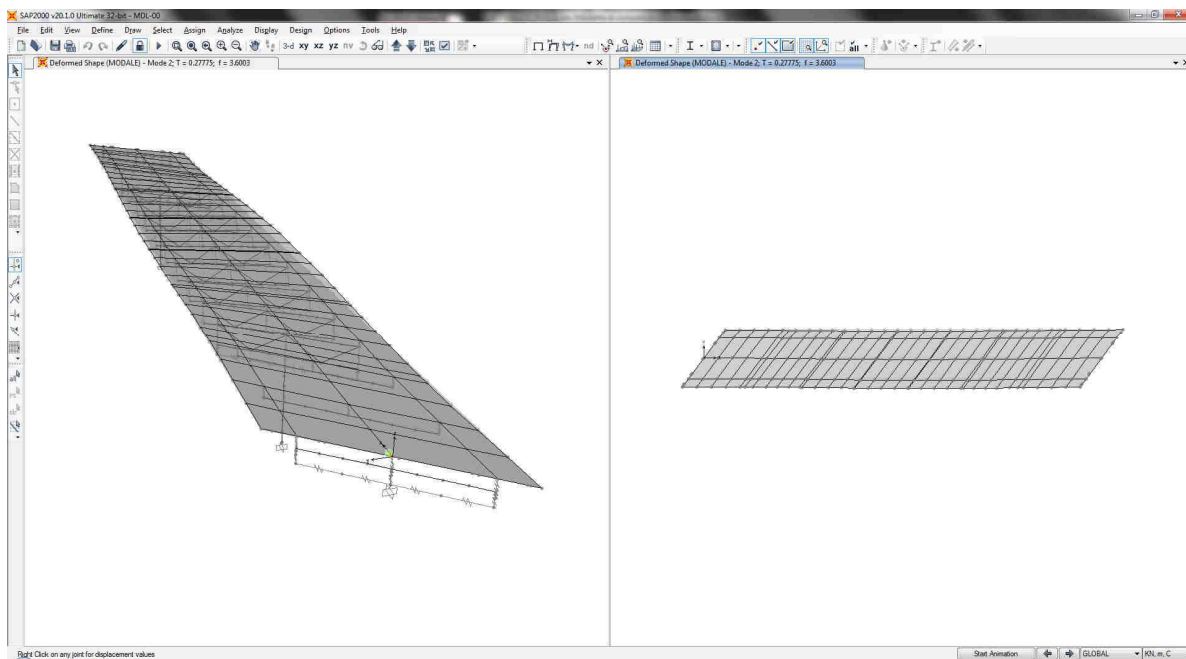 SAP2000 v20.1.0 Ultimate 32-bit - MDL-00
File Edit View Define Draw Select Assign Analyze Display Design Options Tools Help
3-d xy xz yz nv
nd
all
Deformed Shape (MODALE) - Mode 2; T = 0.27775; f = 3.6003
Deformed Shape (MODALE) - Mode 2; T = 0.27775; f = 3.6003
Right Click on any joint for displacement values
Start Animation
GLOBAL
KN, m, C